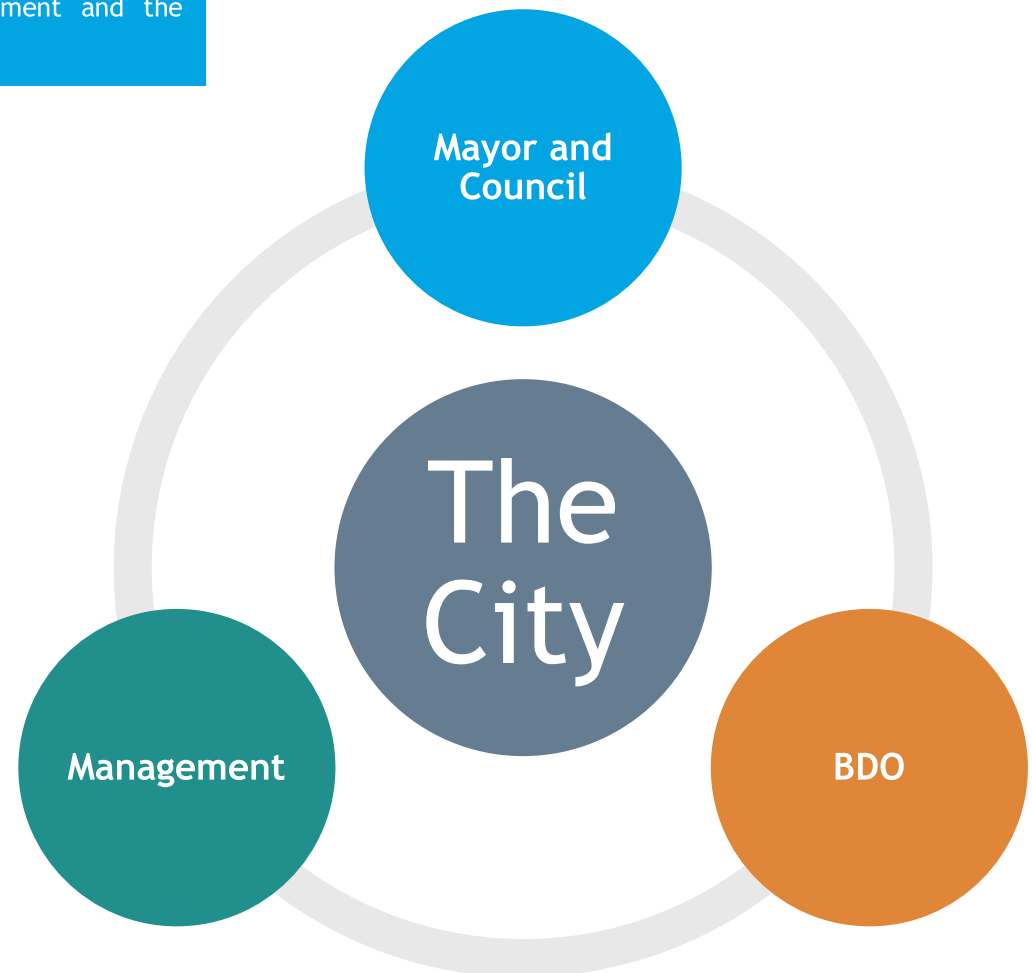 ment and the
Mayor and
Council
The
City
Management
BDO